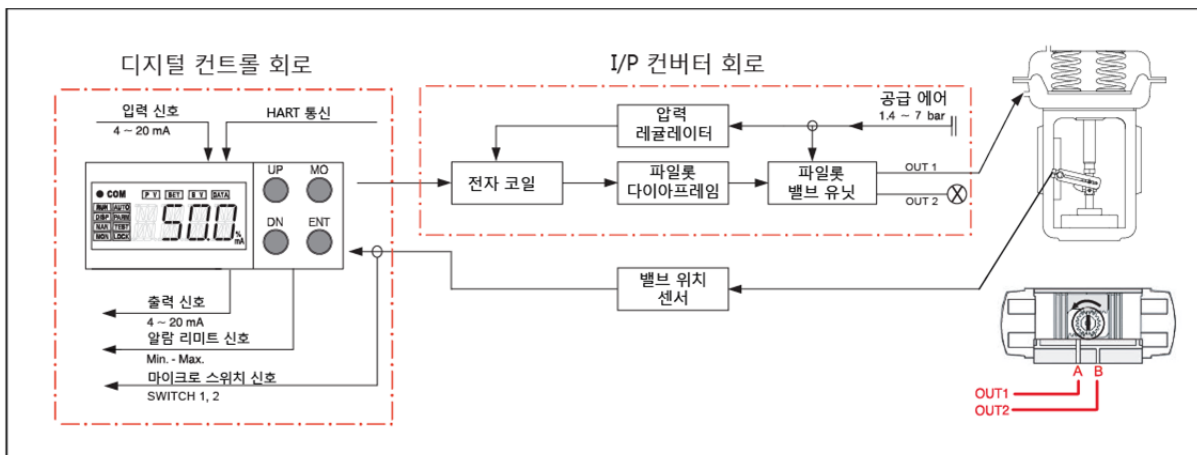 디지털 컨트롤 회로
I/P 컨버터 회로
입력 신호
4 ~ 20 mA
HART 통신
공급 에어
1.4 ~ 7 bar
압력
레귤레이터
전자 코일
파일롯
다이아프레임
파일롯
밸브 유닛
OUT 1
OUT 2
COM
P V SET S V DATA
RUN AUTO
DISP PARM
MAN TEST
MON LOCK
50.0
%
mA
UP MO
DN ENT
밸브 위치
센서
출력 신호
4 ~ 20 mA
알람 리미트 신호
Min. - Max.
마이크로 스위치 신호
SWITCH 1, 2
A B
OUT1
OUT2